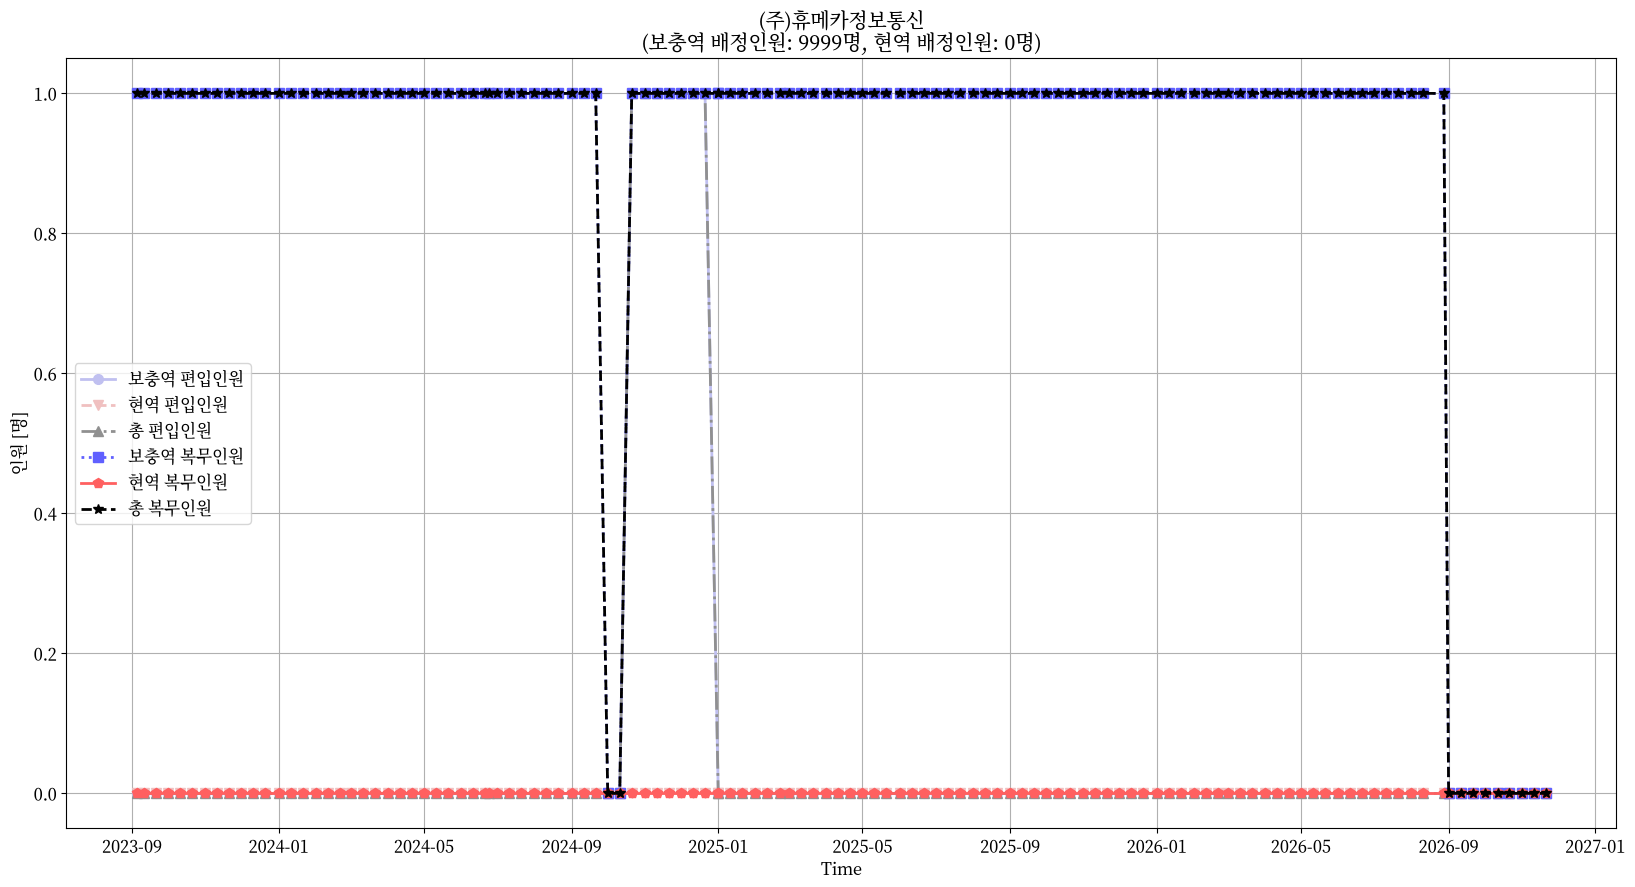 (주)휴메카정보통신
(보충역 배정인원: 9999명, 현역 배정인원: 0명)
1.0
0.8
0.6
0.4
0.2
0.0
인원 [명]
보충역 편입인원
현역 편입인원
총 편입인원
보충역 복무인원
현역 복무인원
총 복무인원
2023-09
2024-01
2024-05
2024-09
2025-01
2025-05
2025-09
2026-01
2026-05
2026-09
2027-01
Time